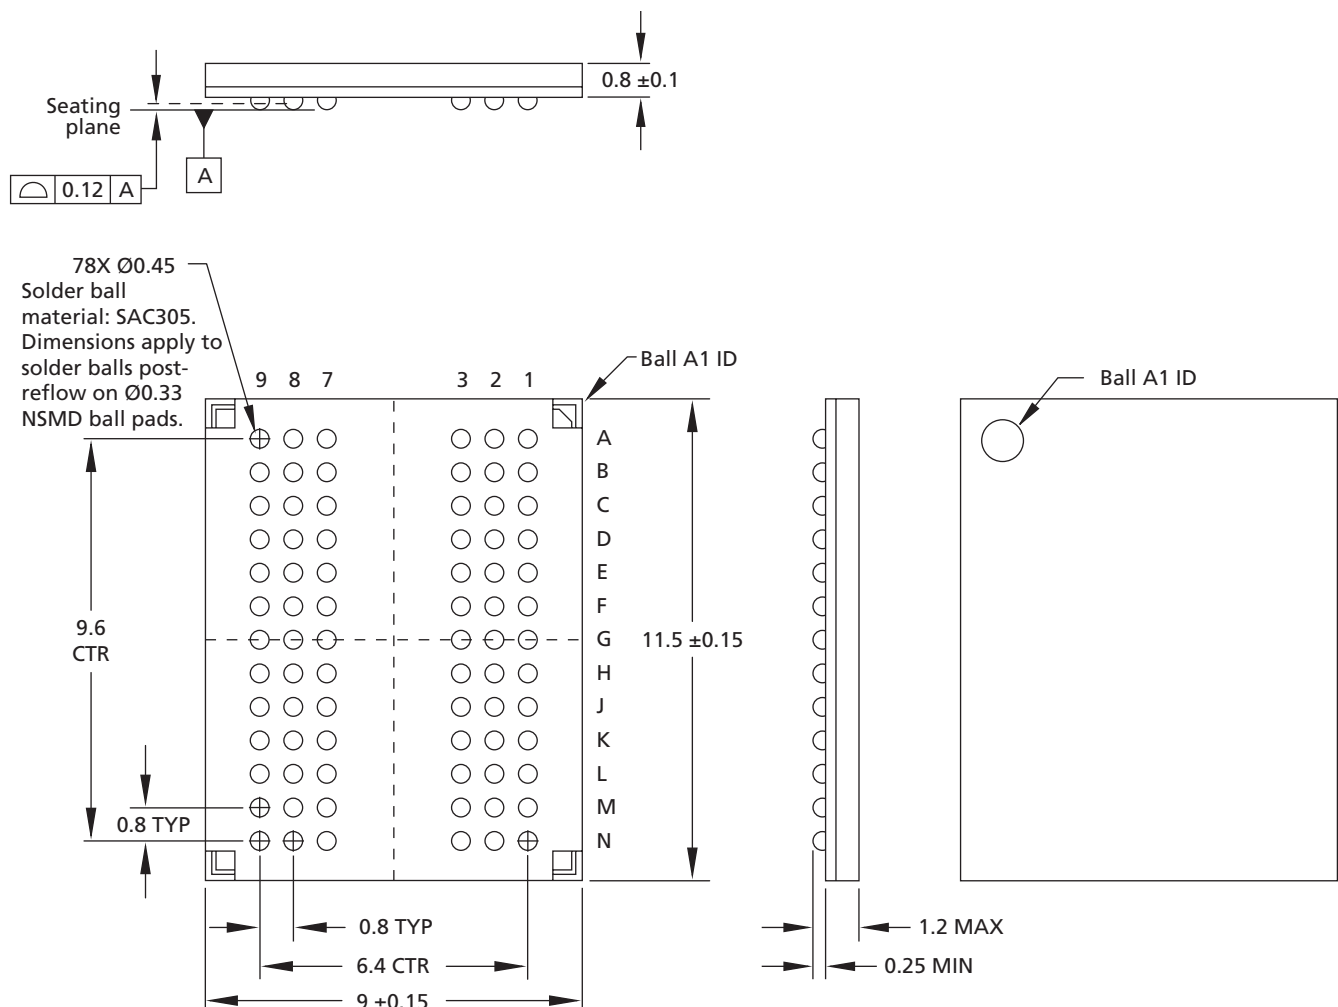 0.8 ±0.1
Seating
plane
A
0.12 A
78X Ø0.45
Solder ball
material: SAC305.
Dimensions apply to
solder balls post-
reflow on Ø0.33
NSMD ball pads.
Ball A1 ID
Ball A1 ID
9 8 7 3 2 1
A
B
C
D
E
F
G
H
J
K
L
M
N
9.6
CTR
11.5 ±0.15
0.8 TYP
0.8 TYP
1.2 MAX
6.4 CTR
0.25 MIN
9 ±0.15